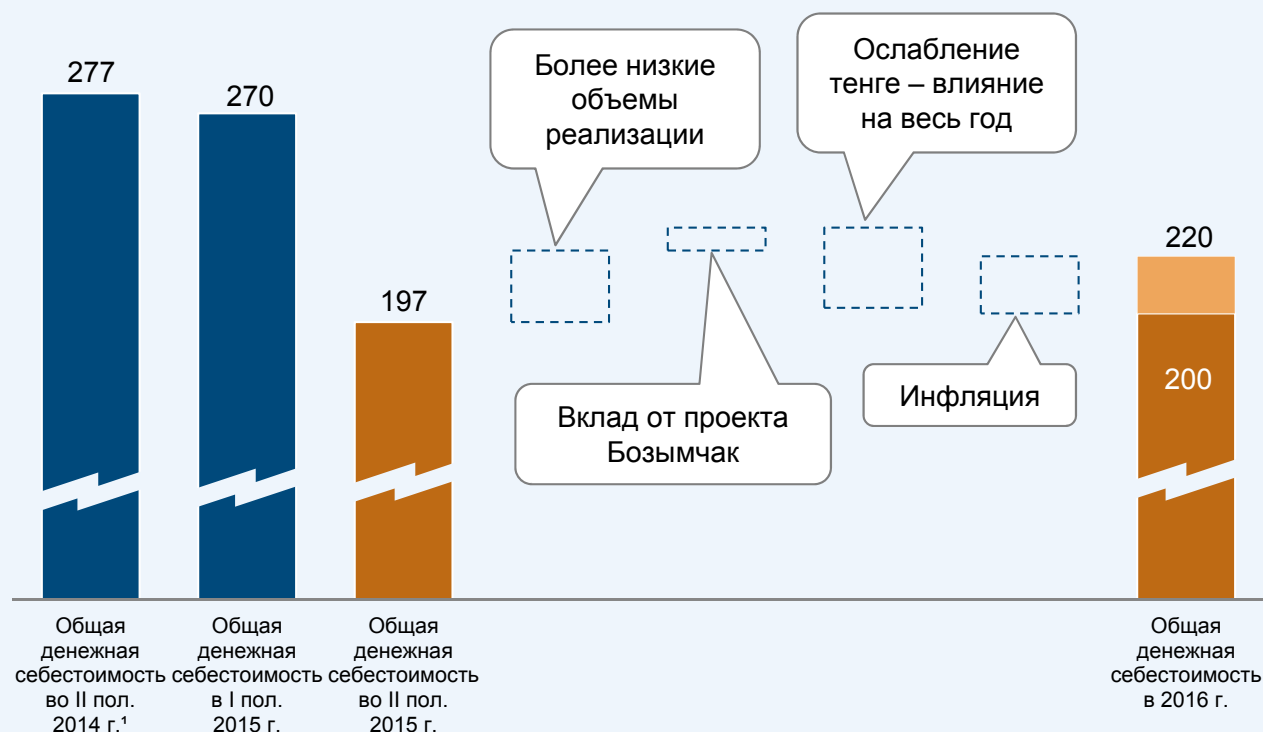 277
270
197
Более низкие
объемы
реализации
Вклад от проекта
Бозымчак
Ослабление
тенге – влияние
на весь год
Инфляция
220
200
Общая
денежная
себестоимость
во II пол.
2014 г.¹
Общая
денежная
себестоимость
в I пол.
2015 г.
Общая
денежная
себестоимость
во II пол.
2015 г.
Общая
денежная
себестоимость
в 2016 г.